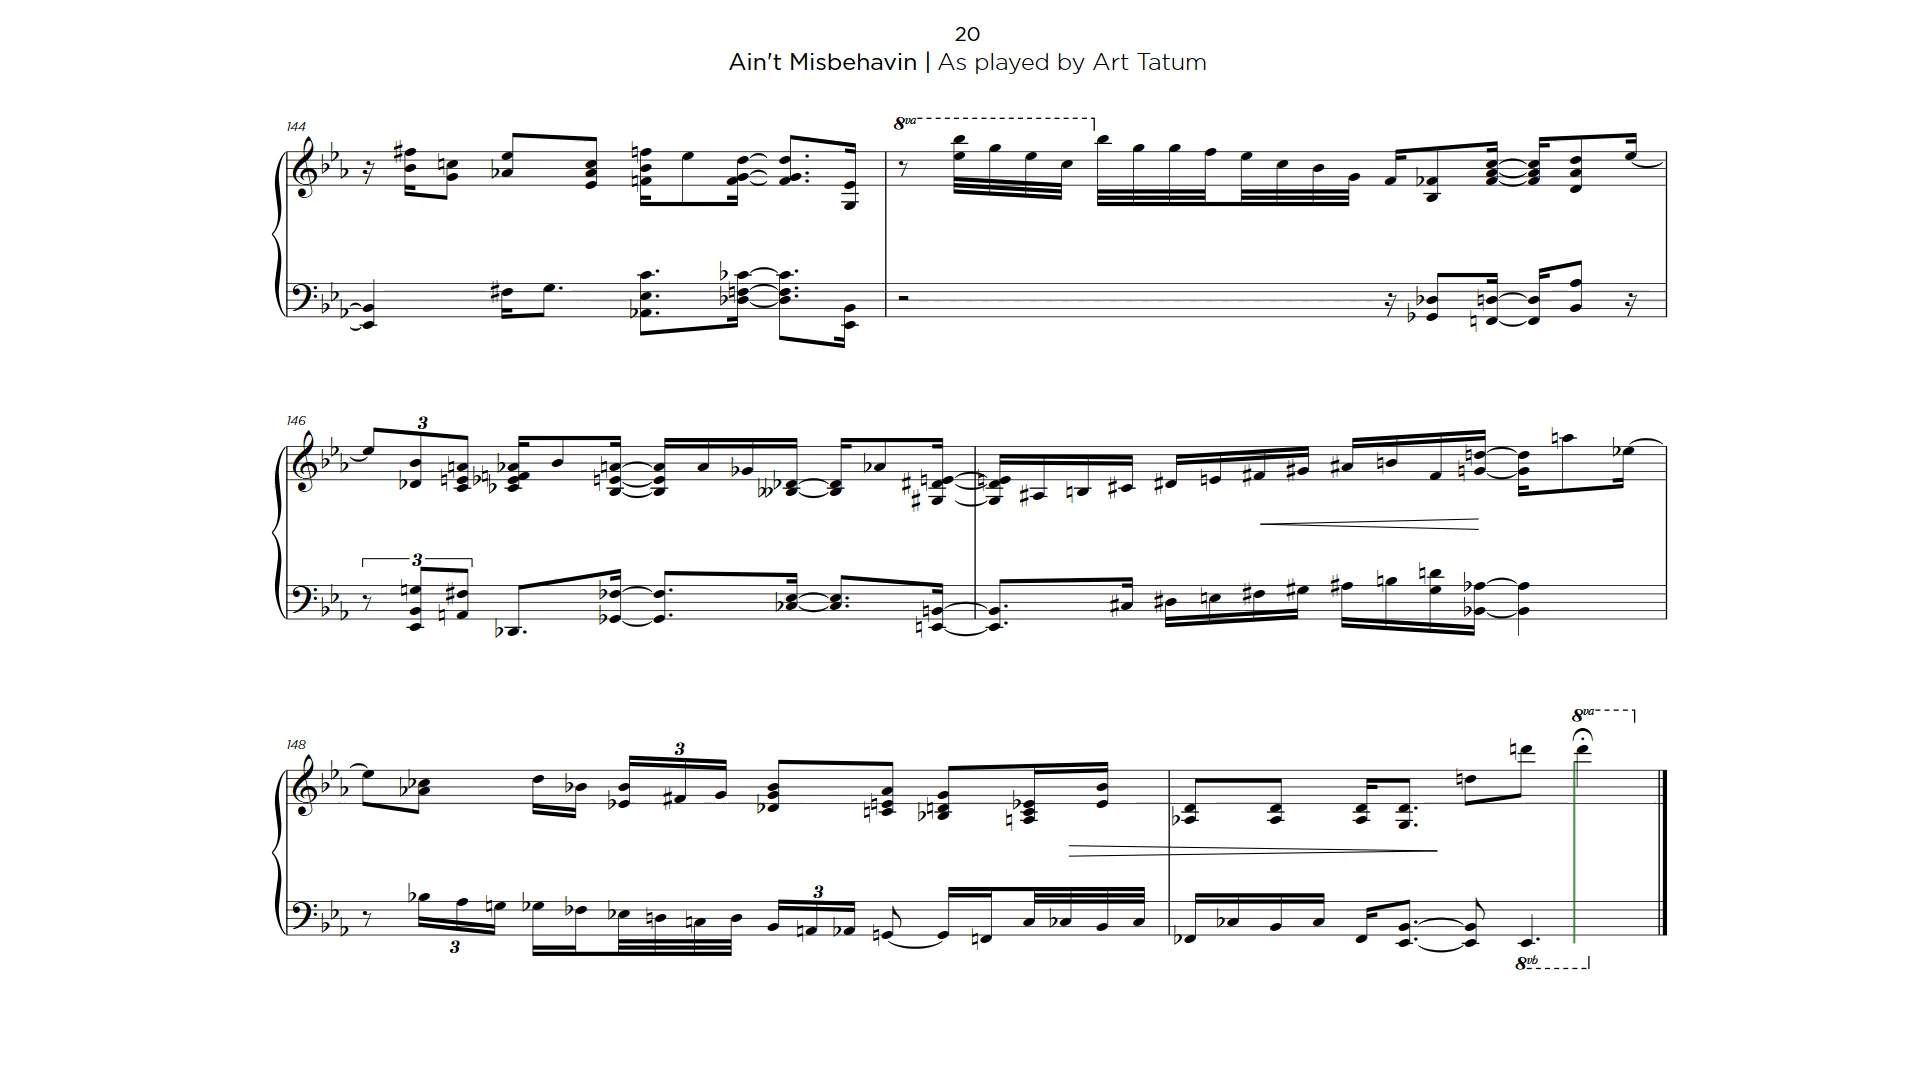 20
Ain't Misbehavin | As played by Art Tatum
144
8va
146
3
3
148
8va
3
3
3
8vb